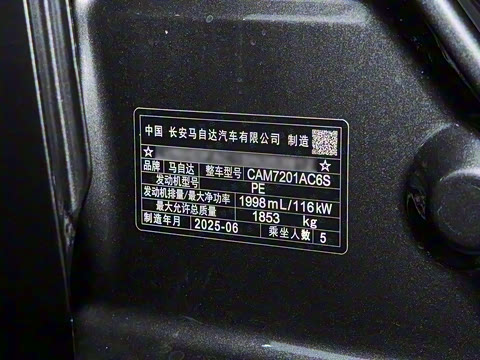 中国 长安马自达汽车有限公司 制造
☆ ☆
品牌 马自达 整车型号 CAM7201AC6S
发动机型号 PE
发动机排量/最大净功率 1998mL/116kW
最大允许总质量 1853 kg
制造年月 2025-06 乘坐人数 5